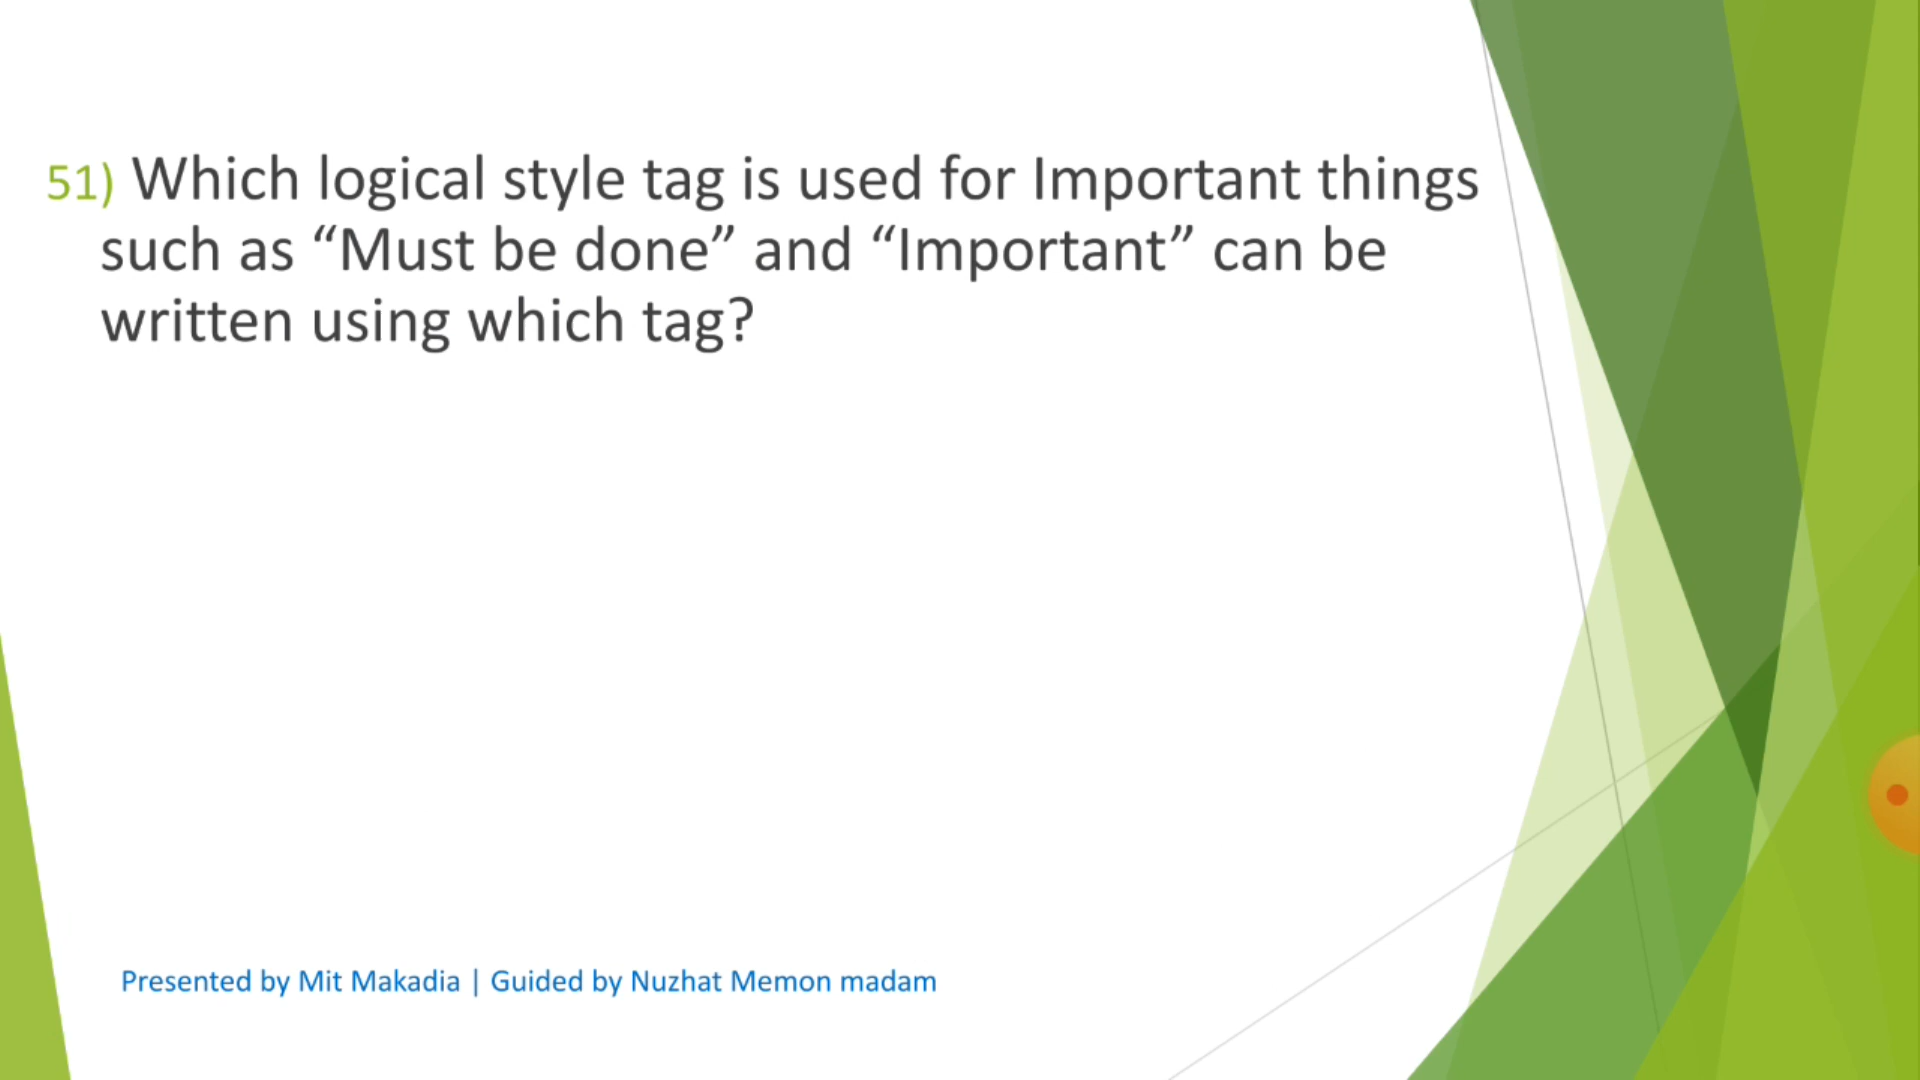 51) Which logical style tag is used for Important things
such as “Must be done” and “Important” can be
written using which tag?
Presented by Mit Makadia | Guided by Nuzhat Memon madam